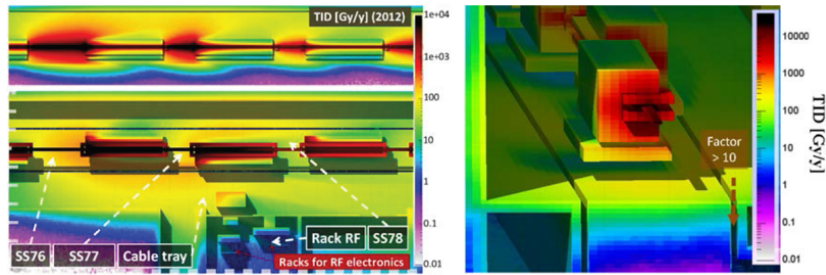 TID [Gy/y] (2012)
1e+04
1e+03
100
10
1
0.1
0.01
SS76
SS77
Cable tray
Rack RF
SS78
Racks for RF electronics
Factor
> 10
10000
1000
100
10
1
0.1
0.01
TID [Gy/y]